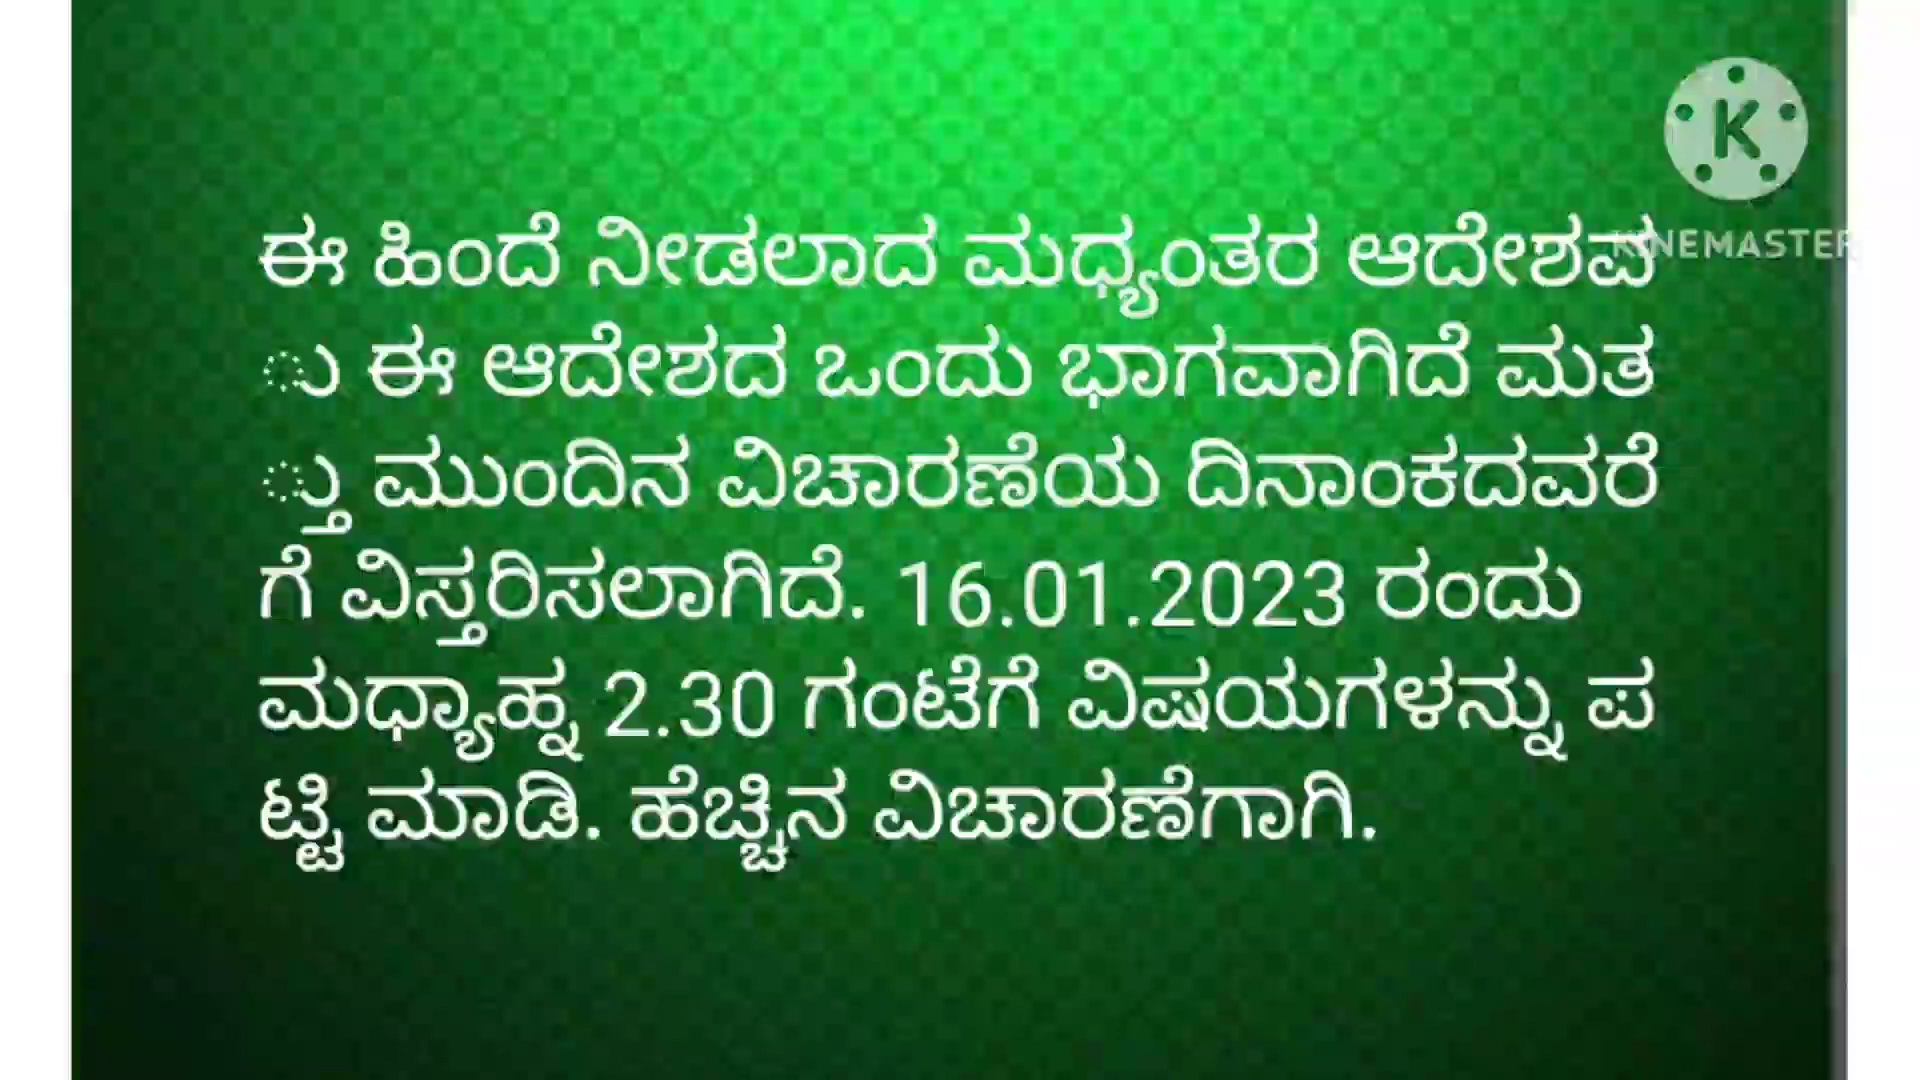 K
KINEMASTER
ಈ ಹಿಂದೆ ನೀಡಲಾದ ಮಧ್ಯಂತರ ಆದೇಶವ
ು ಈ ಆದೇಶದ ಒಂದು ಭಾಗವಾಗಿದೆ ಮತ
್ತು ಮುಂದಿನ ವಿಚಾರಣೆಯ ದಿನಾಂಕದವರೆ
ಗೆ ವಿಸ್ತರಿಸಲಾಗಿದೆ. 16.01.2023 ರಂದು
ಮಧ್ಯಾಹ್ನ 2.30 ಗಂಟೆಗೆ ವಿಷಯಗಳನ್ನು ಪ
ಟ್ಟಿ ಮಾಡಿ. ಹೆಚ್ಚಿನ ವಿಚಾರಣೆಗಾಗಿ.